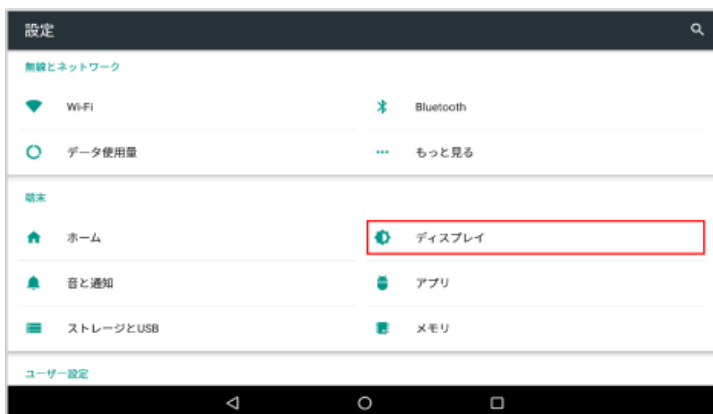 設定
無線とネットワーク
Wi-Fi
Bluetooth
データ使用量
もっと見る
端末
ホーム
ディスプレイ
音と通知
アプリ
ストレージとUSB
メモリ
ユーザー設定